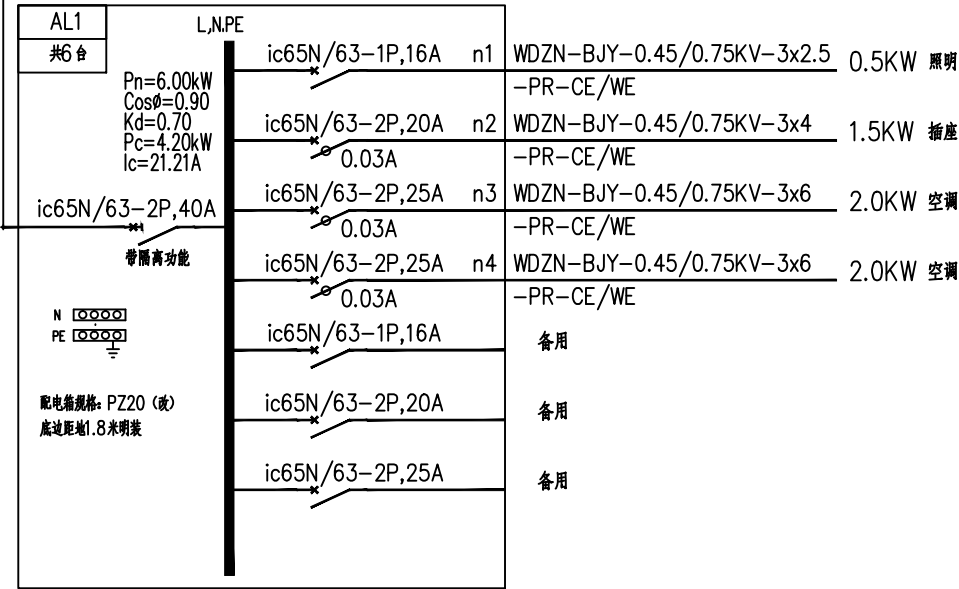 AL1
共6台
L,N.PE
Pn=6.00kW
Cosø=0.90
Kd=0.70
Pc=4.20kW
Ic=21.21A
ic65N/63-2P,40A
带隔离功能
N
PE
配电箱规格: PZ20 (改)
底边距地1.8米明装
ic65N/63-1P,16A n1 WDZN-BJY-0.45/0.75KV-3x2.5 0.5KW 照明
-PR-CE/WE
ic65N/63-2P,20A n2 WDZN-BJY-0.45/0.75KV-3x4 1.5KW 插座
0.03A -PR-CE/WE
ic65N/63-2P,25A n3 WDZN-BJY-0.45/0.75KV-3x6 2.0KW 空调
0.03A -PR-CE/WE
ic65N/63-2P,25A n4 WDZN-BJY-0.45/0.75KV-3x6 2.0KW 空调
0.03A -PR-CE/WE
ic65N/63-1P,16A 备用
ic65N/63-2P,20A 备用
ic65N/63-2P,25A 备用